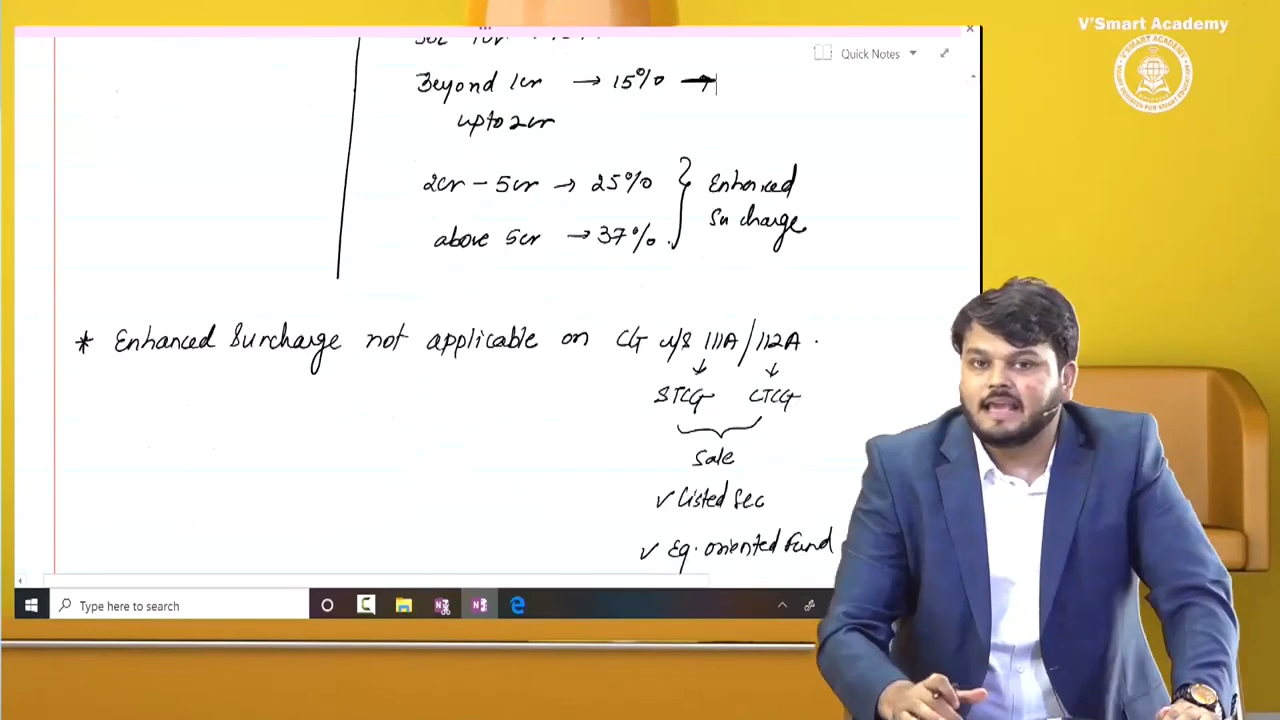 V'Smart Academy
Quick Notes
Beyond 1cr → 15% →
upto 2cr
2cr - 5cr → 25%
above 5cr → 37%.
Enhanced
Surcharge
* Enhanced Surcharge not applicable on CG u/s 111A/112A.
STCG LTCG
Sale
✓ Listed Sec
✓ Eq. oriented Fund
Type here to search